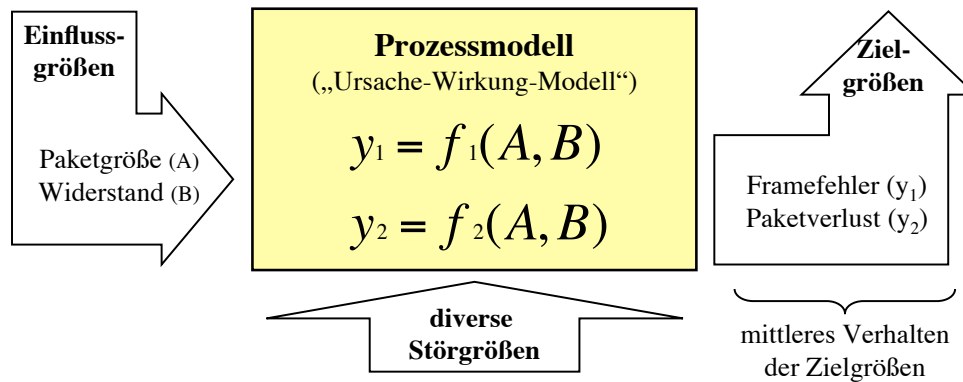 Einfluss-
größen
Paketgröße (A)
Widerstand (B)
Prozessmodell
(„Ursache-Wirkung-Modell“)
y₁ = f₁(A, B)
y₂ = f₂(A, B)
diverse
Störgrößen
Ziel-
größen
Framefehler (y₁)
Paketverlust (y₂)
mittleres Verhalten
der Zielgrößen